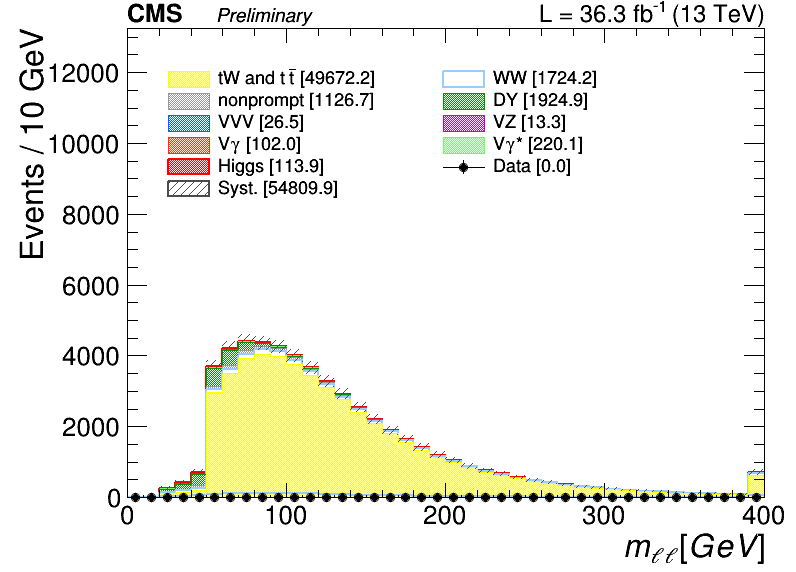 CMS Preliminary L = 36.3 fb⁻¹ (13 TeV)
Events / 10 GeV
12000
10000
8000
6000
4000
2000
0
tW and tt̄ [49672.2] WW [1724.2]
nonprompt [1126.7] DY [1924.9]
VVV [26.5] VZ [13.3]
Vγ [102.0] Vγ* [220.1]
Higgs [113.9] Data [0.0]
Syst. [54809.9]
0 100 200 300 400
mℓℓ[GeV]